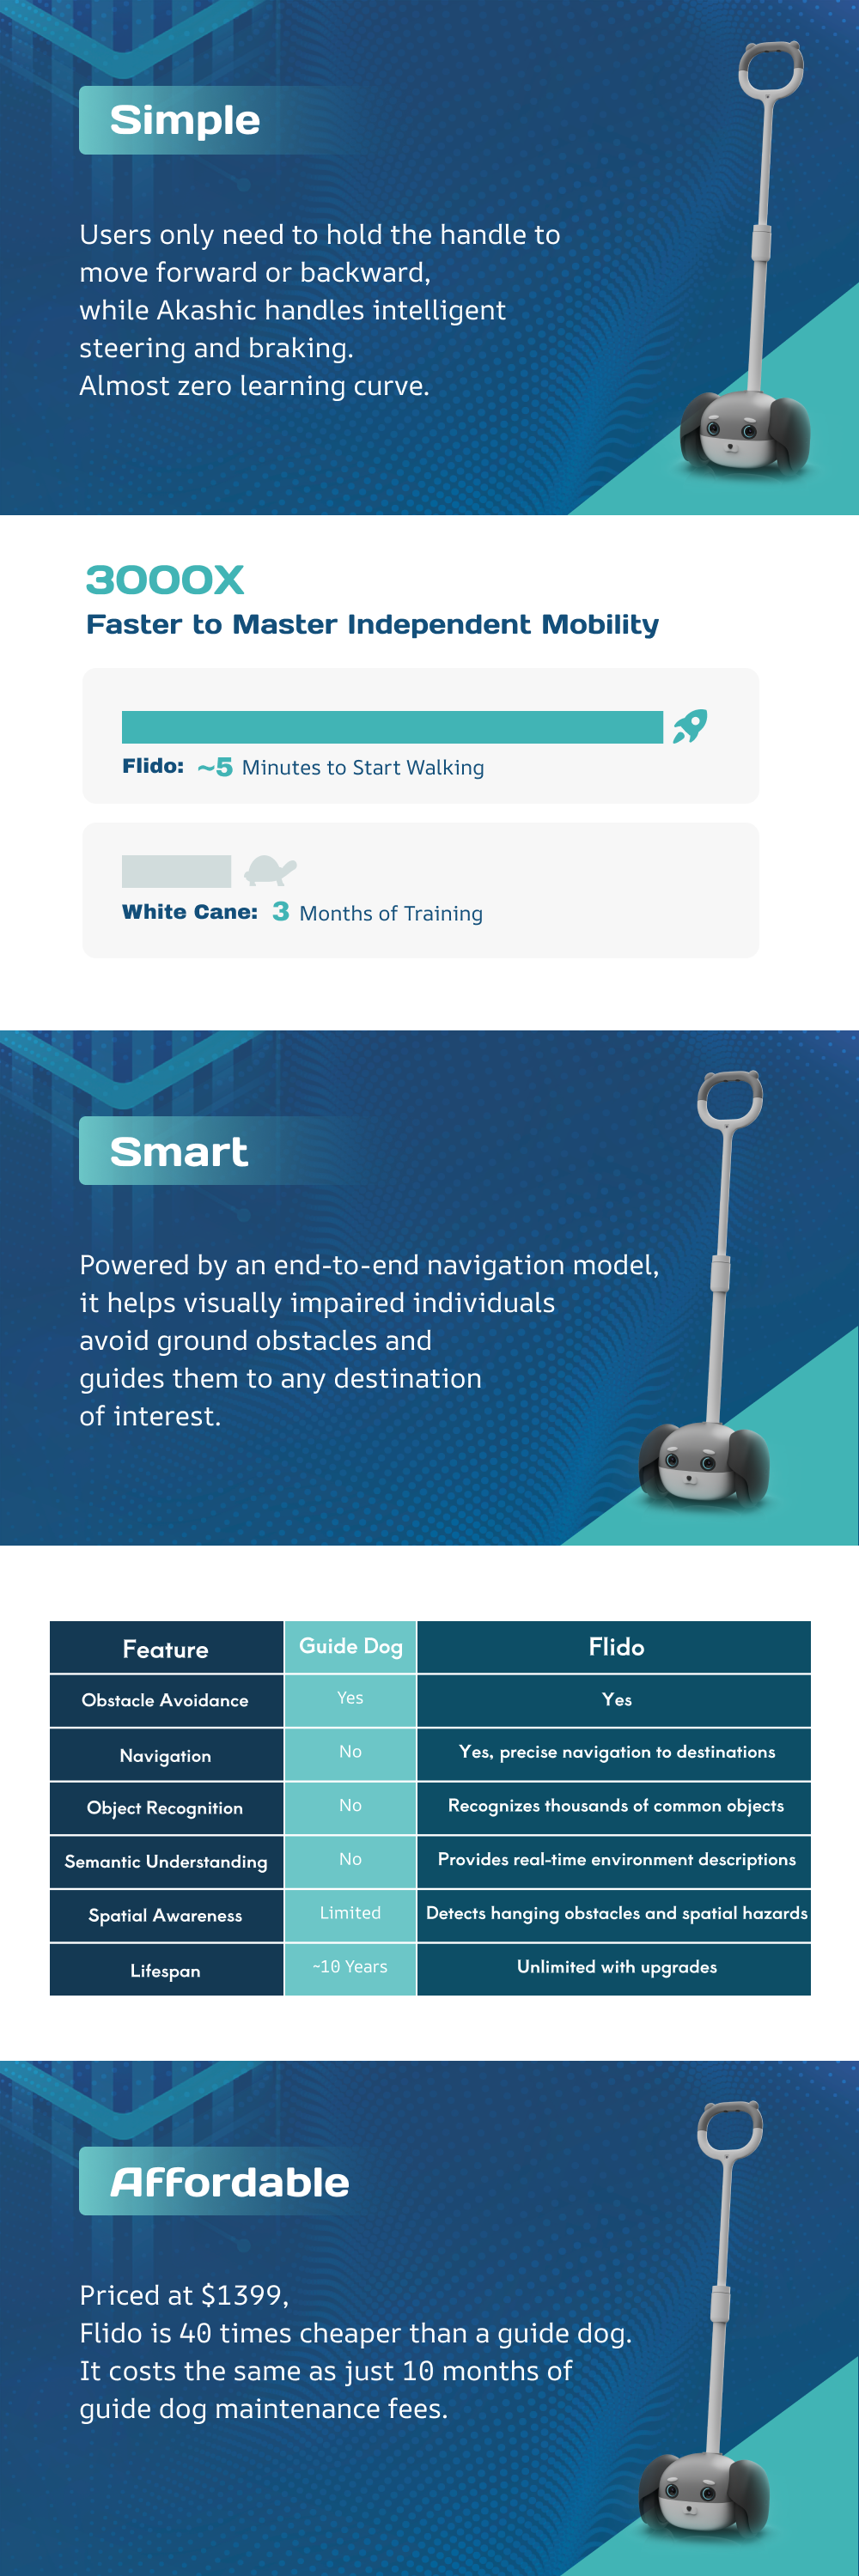 Simple
Users only need to hold the handle to
move forward or backward,
while Akashic handles intelligent
steering and braking.
Almost zero learning curve.
3000X
Faster to Master Independent Mobility
Flido: ~5 Minutes to Start Walking
White Cane: 3 Months of Training
Smart
Powered by an end-to-end navigation model,
it helps visually impaired individuals
avoid ground obstacles and
guides them to any destination
of interest.
Feature Guide Dog Flido
Obstacle Avoidance Yes Yes
Navigation No Yes, precise navigation to destinations
Object Recognition No Recognizes thousands of common objects
Semantic Understanding No Provides real-time environment descriptions
Spatial Awareness Limited Detects hanging obstacles and spatial hazards
Lifespan ~10 Years Unlimited with upgrades
Affordable
Priced at $1399,
Flido is 40 times cheaper than a guide dog.
It costs the same as just 10 months of
guide dog maintenance fees.